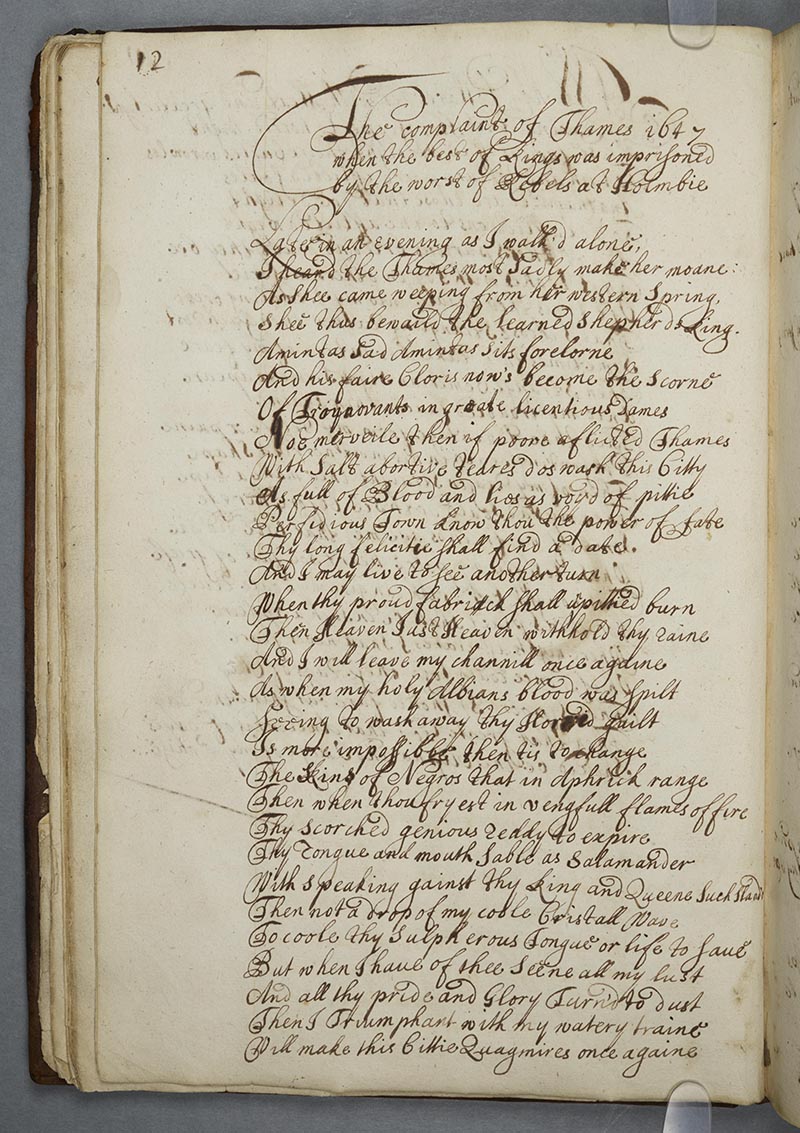 12
The complaint of Thames 1647
when the best of Kings was imprisoned
by the worst of Rebels at Holmbie
Late in an evening as I walk'd alone,
I heard the Thames most sadly make her moane:
As shee came weeping from her western Spring,
Shee thus bewaild the learned shepherds King.
Amintas sad Amintas sits forelorne
And his faire Cloris now's become the Scorne
Of Troynovants ingreate licentious Dames
Noe merveile then if poore aflicted Thames
With Salt abortive teares dos wash this Citty
As full of Blood and lies as voyd of pittie
Perfidious Town know thou the power of fate
Thy long felicitie shall find a date.
And I may live to see another turn
When thy proud fabrick shall upittied burn
Then Heaven Just Heaven withhold thy raine
And I will leave my channill once againe
As when my holy Albians blood was spilt
Seeing to wash away thy Horrid guilt
Is more impossible then tis to change
The Skins of Negros that in Aphrick range
Then when thou fryest in vengfull flames of fire
Thy Scorched genious reddy to expire
Thy Tongue and mouth Sable as Salamander
With speaking gainst thy King and Queene Such
Then not a drop of my coole Cristall Wave
To coole thy Sulpherous Tongue or life to save
But when I have of thee Seene all my lust
And all thy pride and Glory Turn'd to dust
Then I Triumphant with my watery traine
Will make this Cittie Quagmires once againe